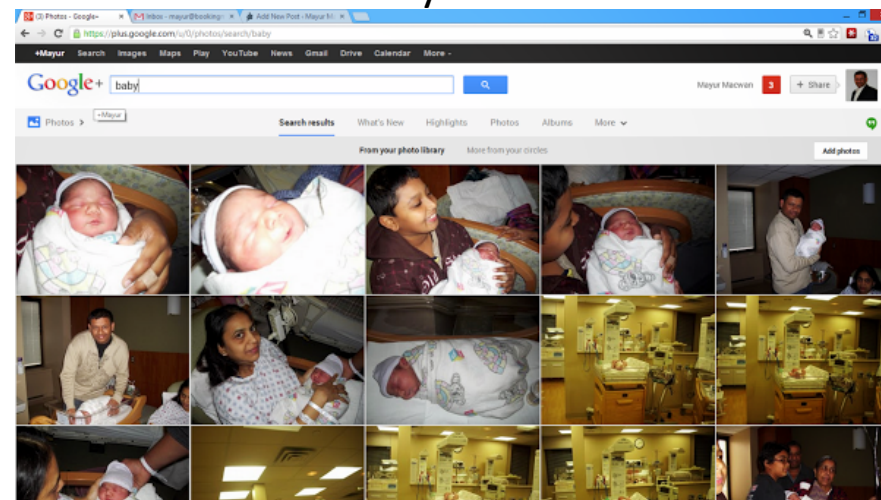 (3) Photos - Google+
Inbox - mayur@booking
Add New Post - Mayur M
https://plus.google.com/u/0/photos/search/baby
+Mayur Search Images Maps Play YouTube News Gmail Drive Calendar More -
Google+ baby Mayur Macwan 3 + Share
Photos > +Mayur Search results What's New Highlights Photos Albums More
From your photo library More from your circles Add photos